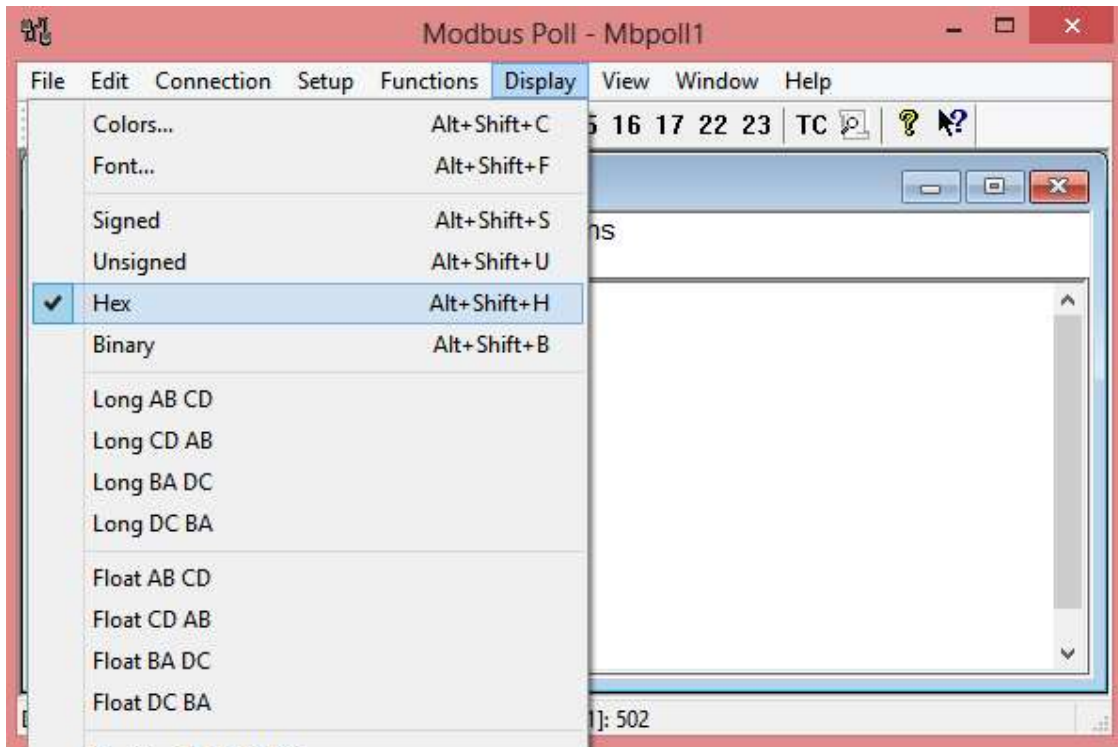 Modbus Poll - Mbpoll1
File Edit Connection Setup Functions Display View Window Help
16 17 22 23 TC
Colors... Alt+Shift+C
Font... Alt+Shift+F
Signed Alt+Shift+S
Unsigned Alt+Shift+U
Hex Alt+Shift+H
Binary Alt+Shift+B
Long AB CD
Long CD AB
Long BA DC
Long DC BA
Float AB CD
Float CD AB
Float BA DC
Float DC BA
502